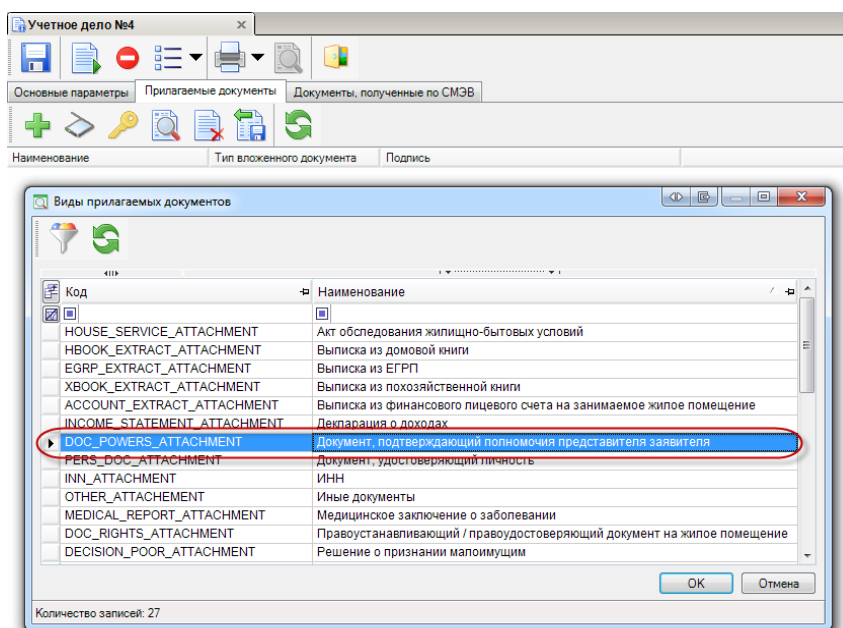 Учетное дело №4
Основные параметры Прилагаемые документы Документы, полученные по СМЭВ
Наименование Тип вложенного документа Подпись
Виды прилагаемых документов
Код Наименование
HOUSE_SERVICE_ATTACHMENT Акт обследования жилищно-бытовых условий
HBOOK_EXTRACT_ATTACHMENT Выписка из домовой книги
EGRP_EXTRACT_ATTACHMENT Выписка из ЕГРП
XBOOK_EXTRACT_ATTACHMENT Выписка из похозяйственной книги
ACCOUNT_EXTRACT_ATTACHMENT Выписка из финансового лицевого счета на занимаемое жилое помещение
INCOME_STATEMENT_ATTACHMENT Декларация о доходах
DOC_POWERS_ATTACHMENT Документ, подтверждающий полномочия представителя заявителя
PERS_DOC_ATTACHMENT Документ, удостоверяющий личность
INN_ATTACHMENT ИНН
OTHER_ATTACHEMENT Иные документы
MEDICAL_REPORT_ATTACHMENT Медицинское заключение о заболевании
DOC_RIGHTS_ATTACHMENT Правоустанавливающий / правоудостоверяющий документ на жилое помещение
DECISION_POOR_ATTACHMENT Решение о признании малоимущим
OK Отмена
Количество записей: 27